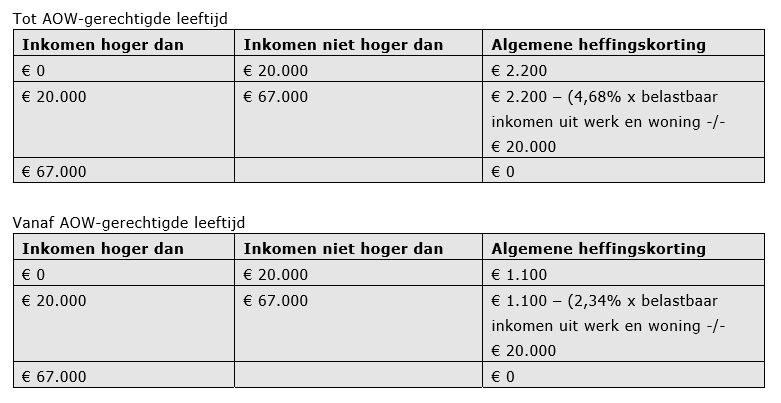 Tot AOW-gerechtigde leeftijd
Inkomen hoger dan Inkomen niet hoger dan Algemene heffingskorting
€ 0 € 20.000 € 2.200
€ 20.000 € 67.000 € 2.200 – (4,68% x belastbaar
inkomen uit werk en woning -/-
€ 20.000
€ 67.000 € 0
Vanaf AOW-gerechtigde leeftijd
Inkomen hoger dan Inkomen niet hoger dan Algemene heffingskorting
€ 0 € 20.000 € 1.100
€ 20.000 € 67.000 € 1.100 – (2,34% x belastbaar
inkomen uit werk en woning -/-
€ 20.000
€ 67.000 € 0